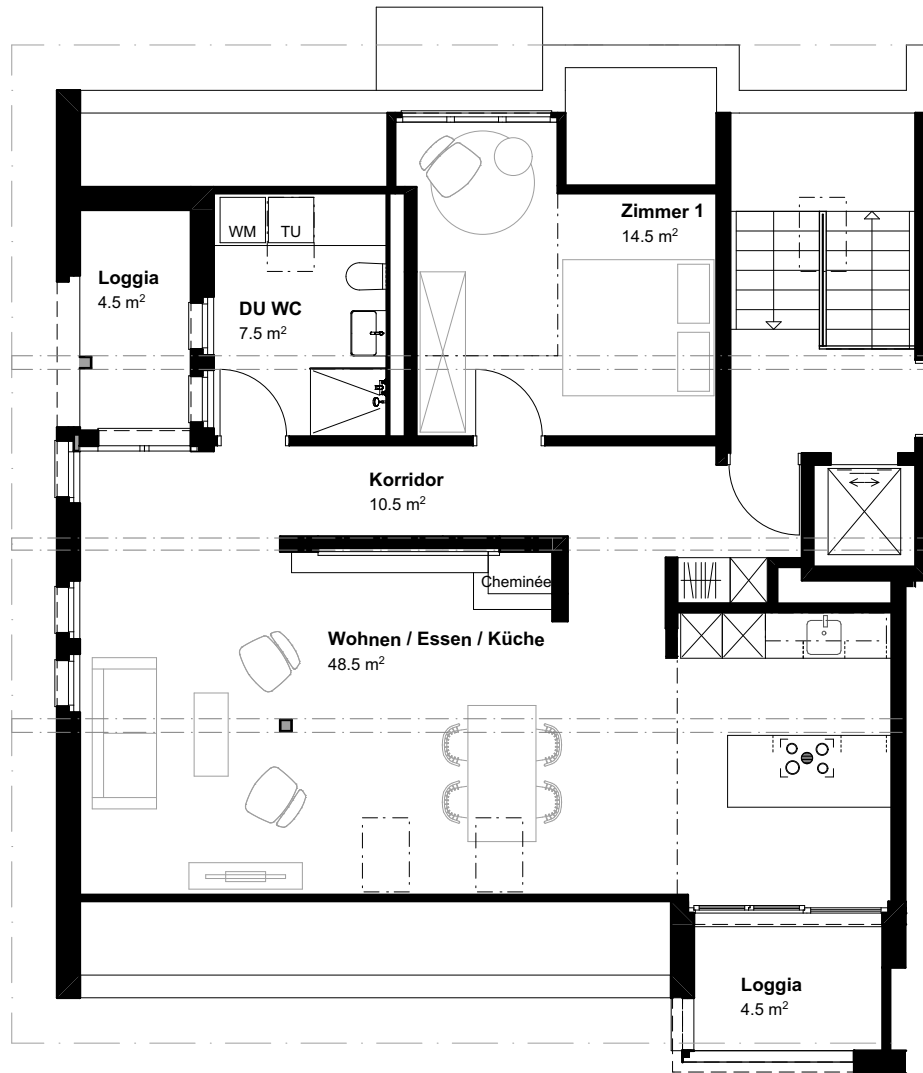 Zimmer 1
14.5 m²
WM TU
Loggia
4.5 m²
DU WC
7.5 m²
Korridor
10.5 m²
Cheminée
Wohnen / Essen / Küche
48.5 m²
Loggia
4.5 m²